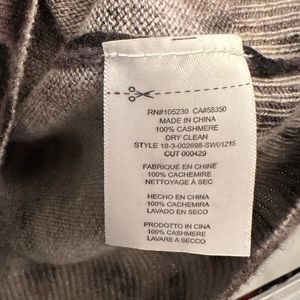 RN#105230 CA#58350
MADE IN CHINA
100% CASHMERE
DRY CLEAN
STYLE 18-3-002698-SW01215
CUT 000429
FABRIQUÉ EN CHINE
100% CACHEMIRE
NETTOYAGE A SEC
HECHO EN CHINA
100% CACHEMIRA
LAVADO EN SECO
PRODOTTO IN CINA
100% CASHMERE
LAVARE A SECCO